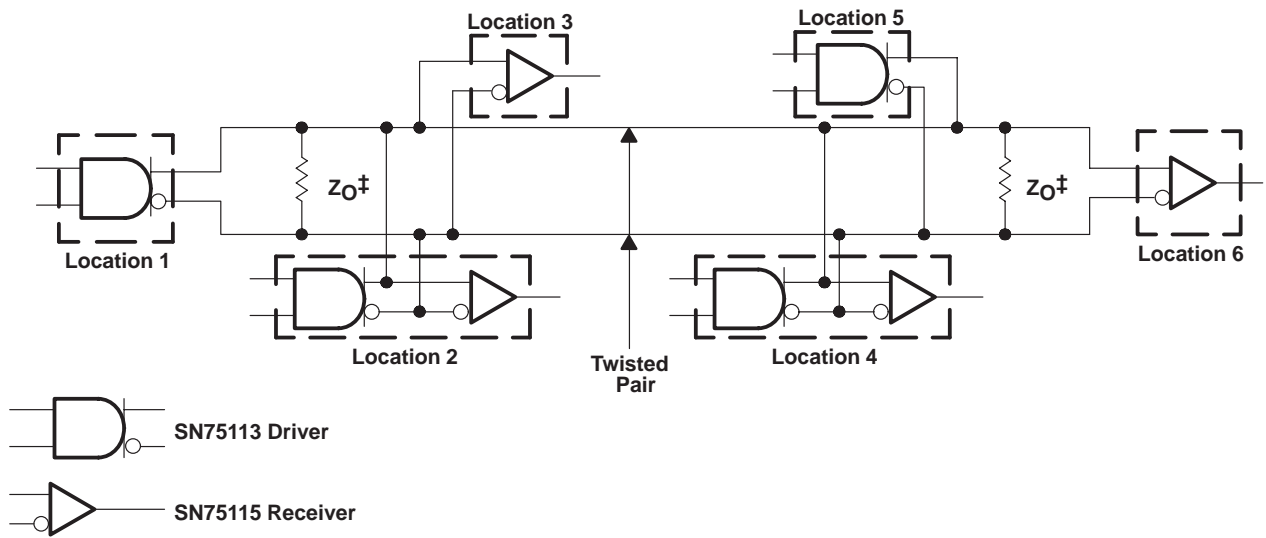 Location 3
Location 5
ZO‡
ZO‡
Location 1
Location 6
Location 2
Location 4
Twisted
Pair
SN75113 Driver
SN75115 Receiver